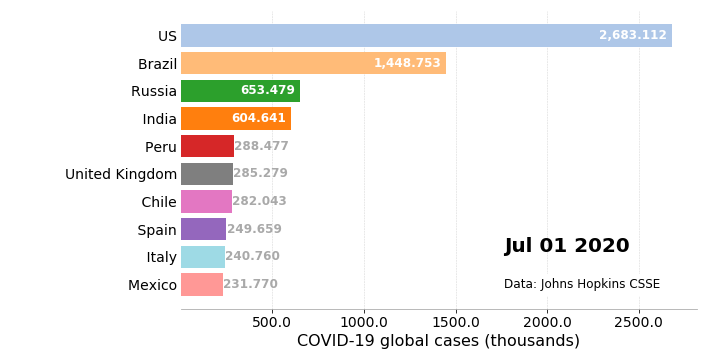 US 2,683.112
Brazil 1,448.753
Russia 653.479
India 604.641
Peru 288.477
United Kingdom 285.279
Chile 282.043
Spain 249.659
Italy 240.760
Mexico 231.770
Jul 01 2020
Data: Johns Hopkins CSSE
500.0 1000.0 1500.0 2000.0 2500.0
COVID-19 global cases (thousands)